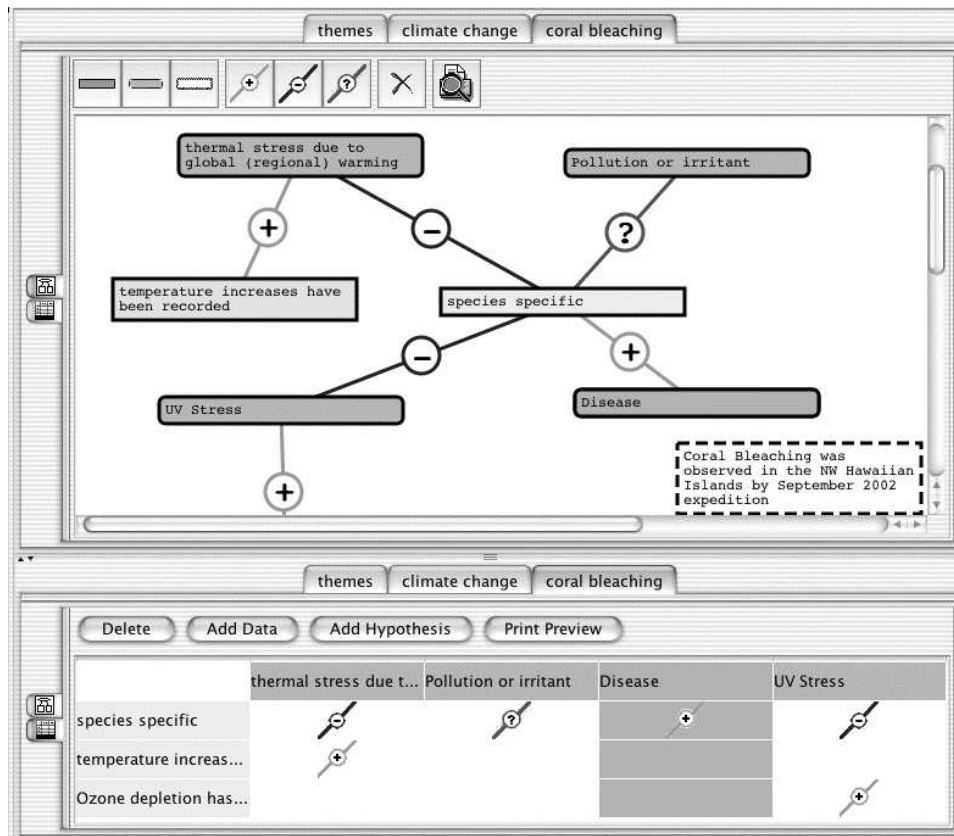 themes climate change coral bleaching
thermal stress due to
global (regional) warming
Pollution or irritant
temperature increases have
been recorded
species specific
UV Stress
Disease
Coral Bleaching was
observed in the NW Hawaiian
Islands by September 2002
expedition
themes climate change coral bleaching
Delete Add Data Add Hypothesis Print Preview
thermal stress due t... Pollution or irritant Disease UV Stress
species specific
temperature increas...
Ozone depletion has...